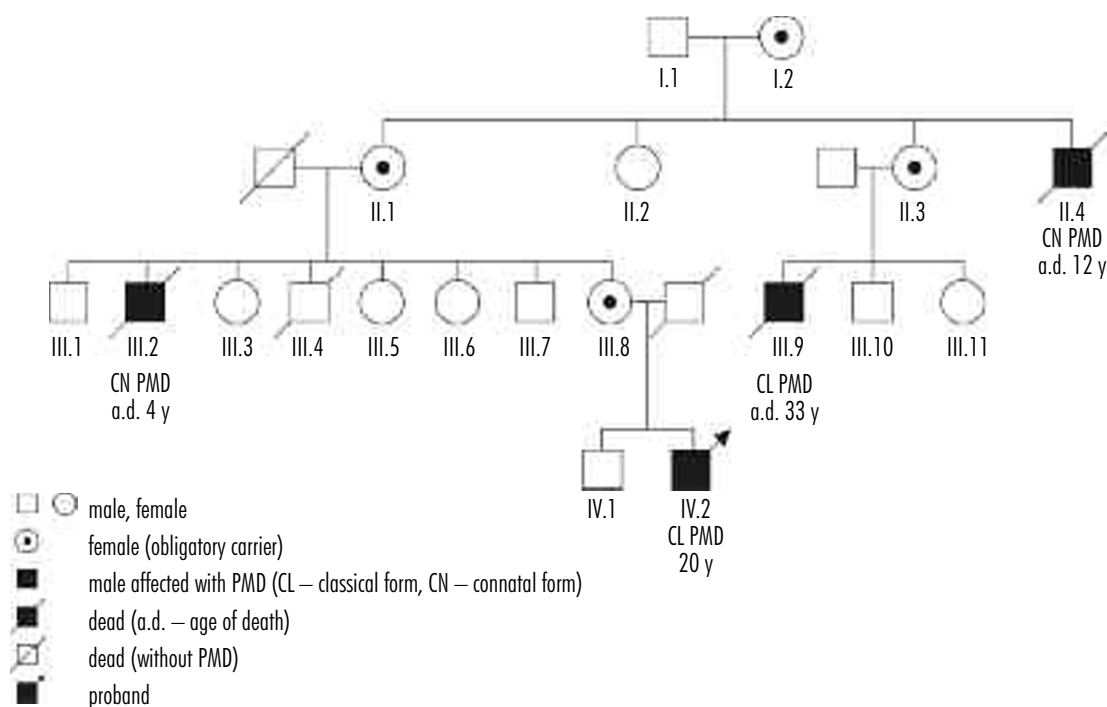 I.1 I.2
II.1 II.2 II.3 II.4
CN PMD
a.d. 12 y
III.1 III.2 III.3 III.4 III.5 III.6 III.7 III.8 III.9 III.10 III.11
CN PMD
a.d. 4 y
CL PMD
a.d. 33 y
IV.1 IV.2
CL PMD
20 y
male, female
female (obligatory carrier)
male affected with PMD (CL – classical form, CN – connatal form)
dead (a.d. – age of death)
dead (without PMD)
proband